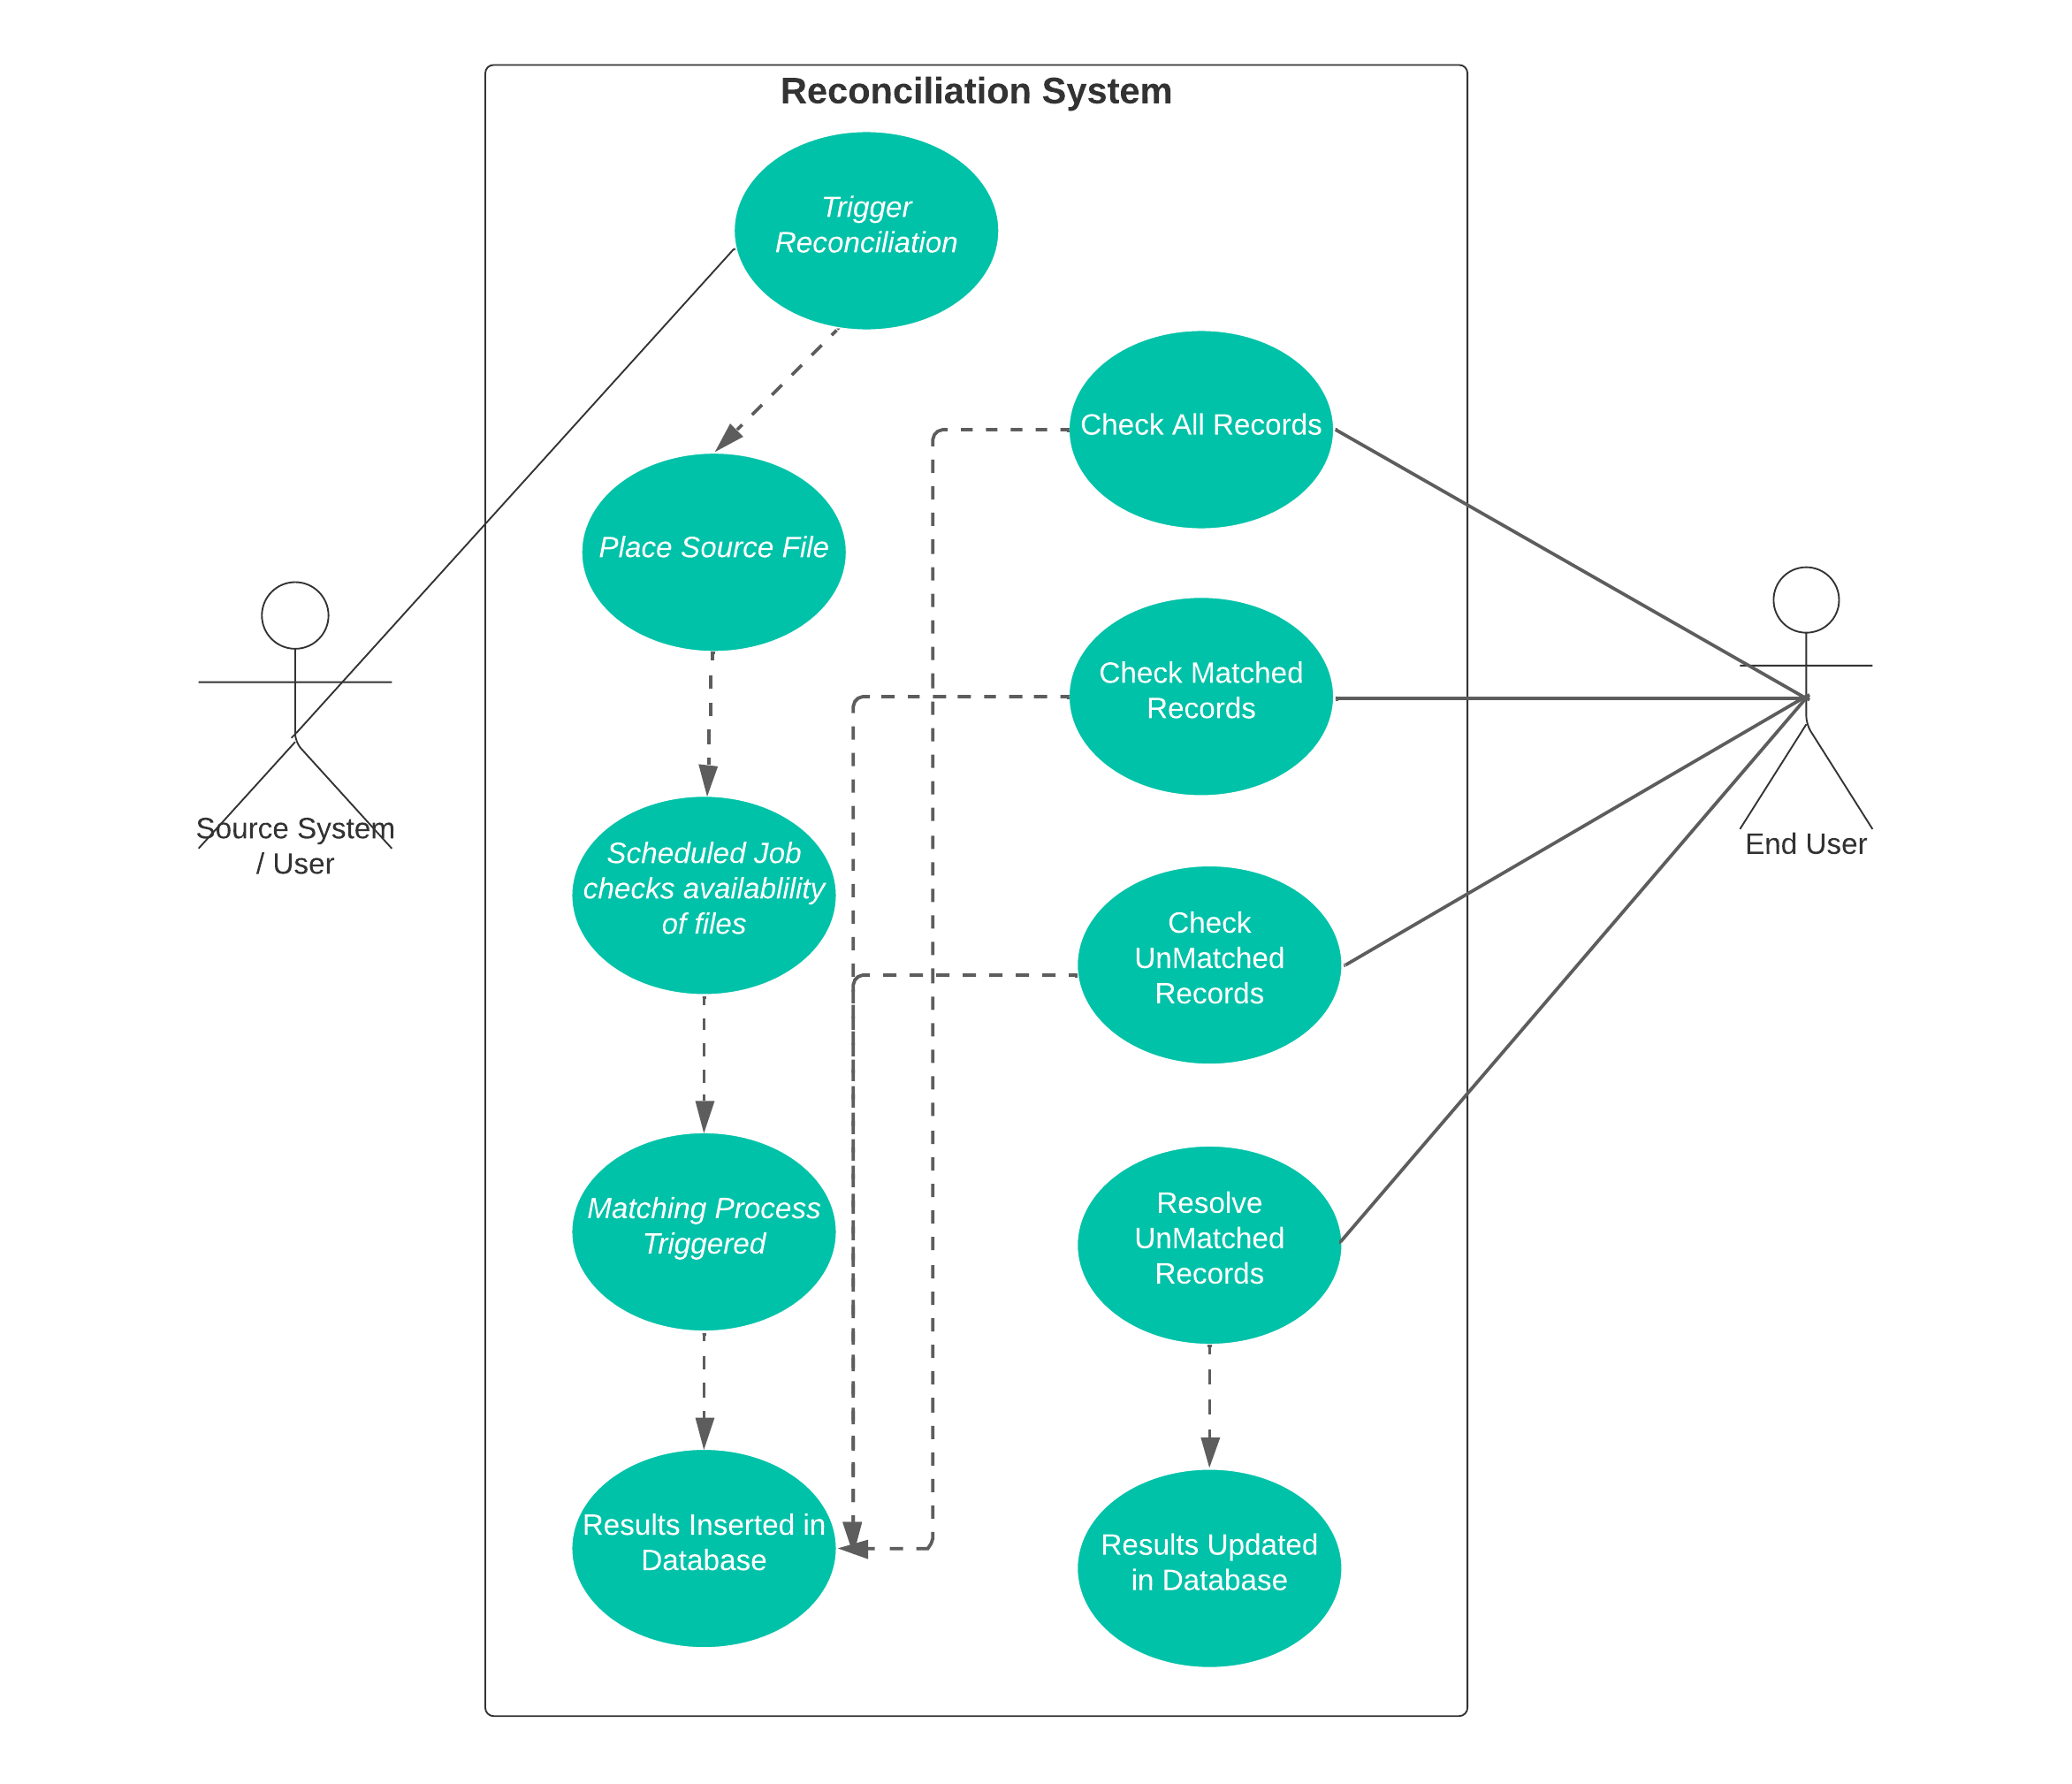 Reconciliation System
Trigger
Reconciliation
Check All Records
Place Source File
Check Matched
Records
Source System
/ User
End User
Scheduled Job
checks availablility
of files
Check
UnMatched
Records
Matching Process
Triggered
Resolve
UnMatched
Records
Results Inserted in
Database
Results Updated
in Database